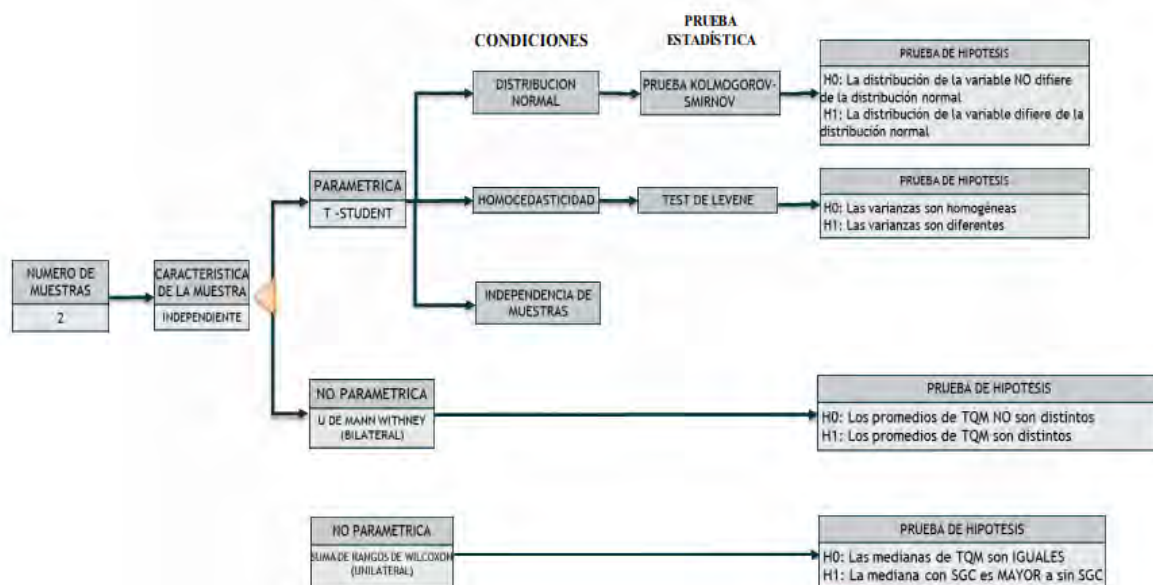 CONDICIONES
PRUEBA
ESTADÍSTICA
DISTRIBUCION
NORMAL
PRUEBA KOLMOGOROV-
SMIRNOV
PRUEBA DE HIPOTESIS
H0: La distribución de la variable NO difiere
de la distribución normal
H1: La distribución de la variable difiere de la
distribución normal
PARAMETRICA
T -STUDENT
HOMOCEDASTICIDAD
TEST DE LEVENE
PRUEBA DE HIPOTESIS
H0: Las varianzas son homogéneas
H1: Las varianzas son diferentes
NUMERO DE
MUESTRAS
2
CARACTERISTICA
DE LA MUESTRA
INDEPENDIENTE
INDEPENDENCIA DE
MUESTRAS
NO PARAMETRICA
U DE MANN WITHNEY
(BILATERAL)
PRUEBA DE HIPOTESIS
H0: Los promedios de TQM NO son distintos
H1: Los promedios de TQM son distintos
NO PARAMETRICA
SUMA DE RANGOS DE WILCOXON
(UNILATERAL)
PRUEBA DE HIPOTESIS
H0: Las medianas de TQM son IGUALES
H1: La mediana con SGC es MAYOR a sin SGC